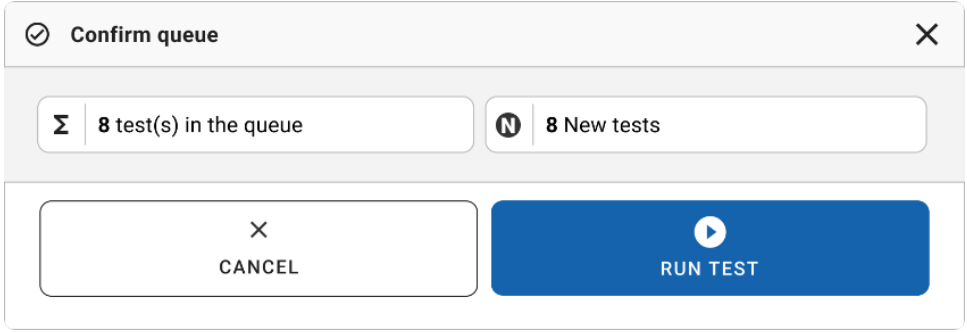 Confirm queue
Σ 8 test(s) in the queue
N 8 New tests
CANCEL
RUN TEST